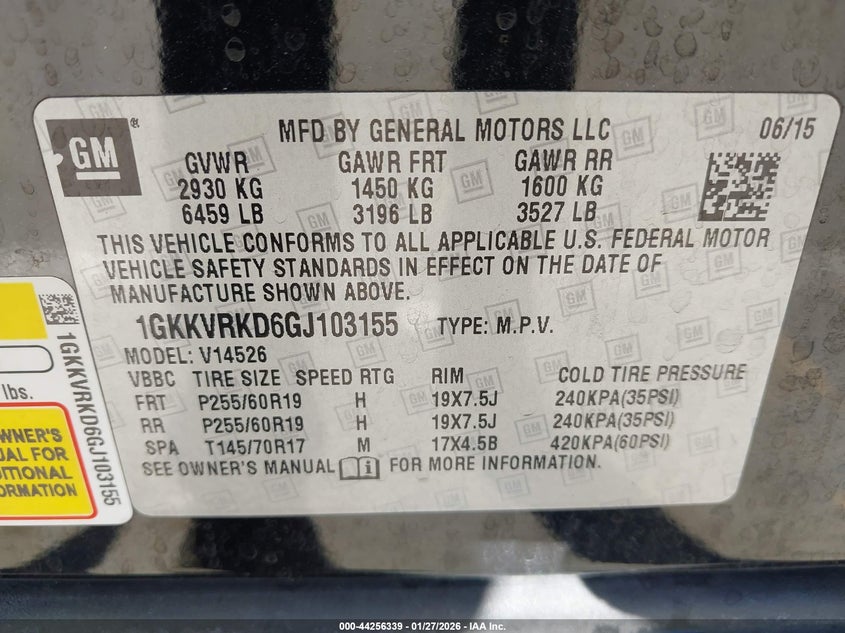 GM
MFD BY GENERAL MOTORS LLC 06/15
GVWR GAWR FRT GAWR RR
2930 KG 1450 KG 1600 KG
6459 LB 3196 LB 3527 LB
THIS VEHICLE CONFORMS TO ALL APPLICABLE U.S. FEDERAL MOTOR
VEHICLE SAFETY STANDARDS IN EFFECT ON THE DATE OF
MANUFACTURE SHOWN ABOVE.
1GKKVRKD6GJ103155 TYPE: M.P.V.
MODEL: V14526
VBBC TIRE SIZE SPEED RTG RIM COLD TIRE PRESSURE
FRT P255/60R19 H 19X7.5J 240KPA(35PSI)
RR P255/60R19 H 19X7.5J 240KPA(35PSI)
SPA T145/70R17 M 17X4.5B 420KPA(60PSI)
SEE OWNER'S MANUAL FOR MORE INFORMATION.
1GKKVRKD6GJ103155
lbs.
WNER'S
UAL FOR
DITIONAL
ORMATION
000-44256339 | 01/27/2026 - IAA Inc.